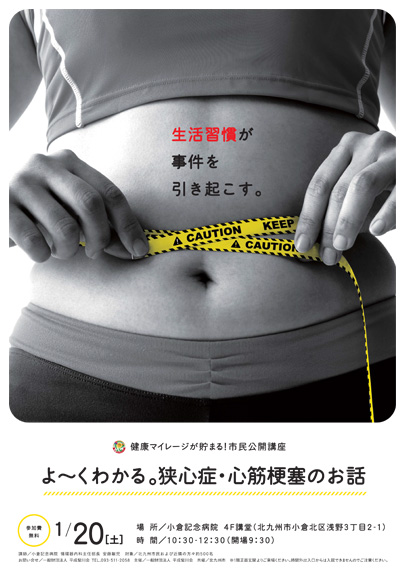 生活習慣が
事件を
引き起こす。
CAUTION KEEP
CAUTION
健康マイレージが貯まる!市民公開講座
よ〜くわかる。狭心症・心筋梗塞のお話
参加費
無料
1/20[土]
場 所/小倉記念病院 4F講堂(北九州市小倉北区浅野3丁目2-1)
時 間/10:30-12:30(開場9:30)